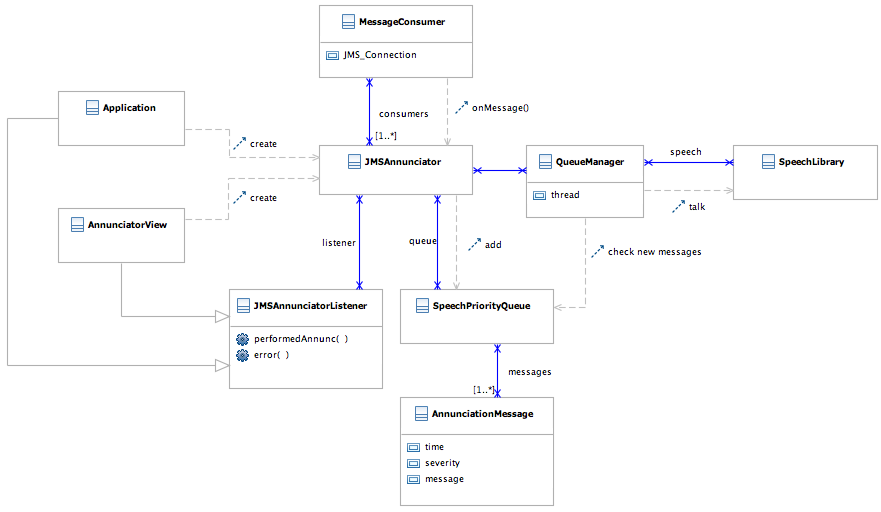 MessageConsumer
JMS_Connection
onMessage()
consumers
[1..*]
Application
create
JMSAnnunciator
QueueManager
thread
speech
SpeechLibrary
talk
create
AnnunciatorView
listener
queue
add
check new messages
JMSAnnunciatorListener
performedAnnunc( )
error( )
SpeechPriorityQueue
messages
[1..*]
AnnunciationMessage
time
severity
message